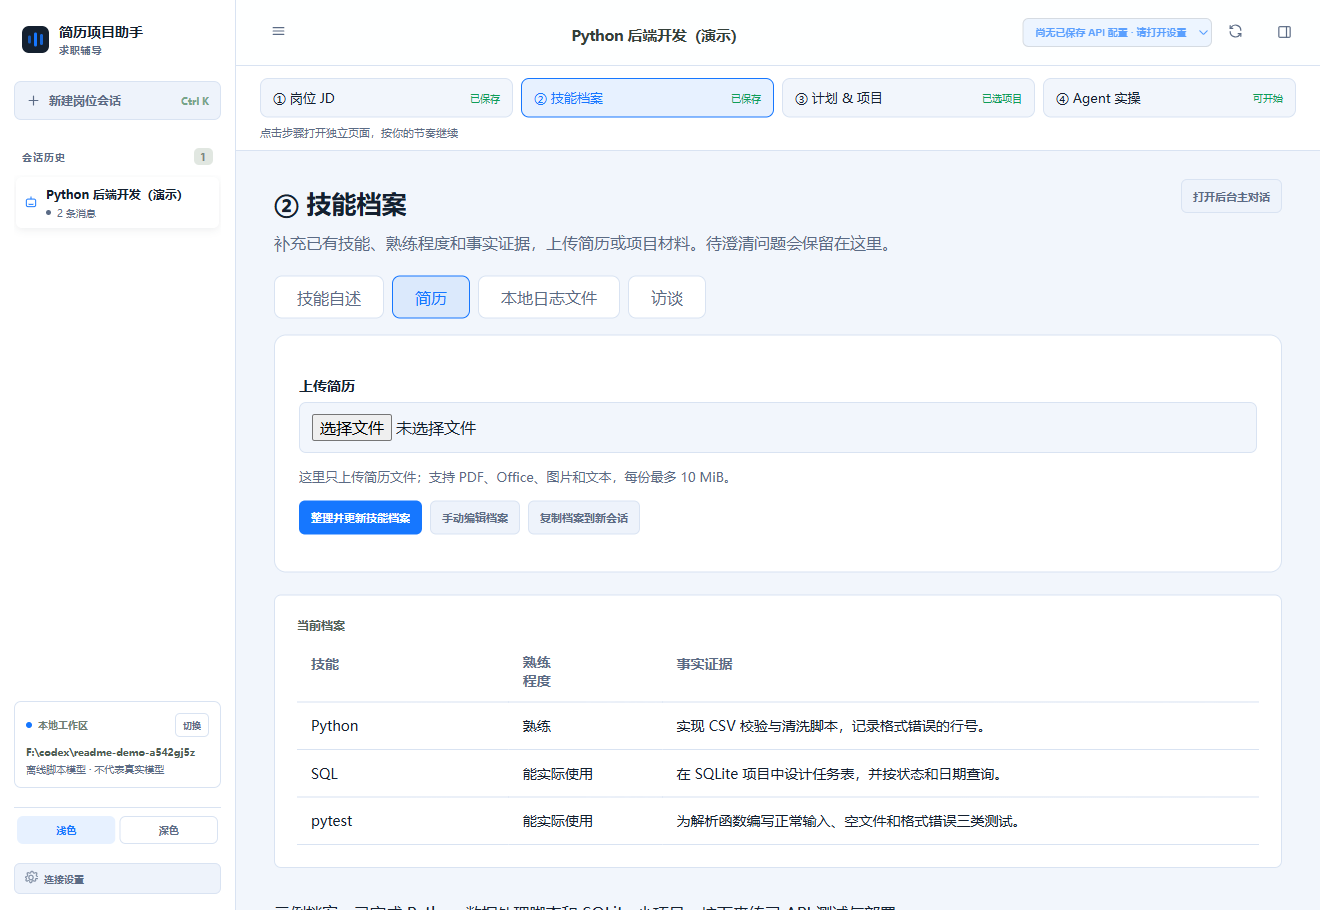 简历项目助手
求职辅导
新建岗位会话 Ctrl K
会话历史 1
Python 后端开发（演示）
2 条消息
本地工作区 切换
F:\codex\readme-demo-a542gj5z
离线脚本模型 · 不代表真实模型
浅色 深色
连接设置
Python 后端开发（演示）
尚无已保存 API 配置 · 请打开设置
① 岗位 JD 已保存
② 技能档案 已保存
③ 计划 & 项目 已选项目
④ Agent 实操 可开始
点击步骤打开独立页面，按你的节奏继续
② 技能档案
打开后台主对话
补充已有技能、熟练程度和事实证据，上传简历或项目材料。待澄清问题会保留在这里。
技能自述 简历 本地日志文件 访谈
上传简历
选择文件 未选择文件
这里只上传简历文件；支持 PDF、Office、图片和文本，每份最多 10 MiB。
整理并更新技能档案 手动编辑档案 复制档案到新会话
当前档案
技能 熟练程度 事实证据
Python 熟练 实现 CSV 校验与清洗脚本，记录格式错误的行号。
SQL 能实际使用 在 SQLite 项目中设计任务表，并按状态和日期查询。
pytest 能实际使用 为解析函数编写正常输入、空文件和格式错误三类测试。